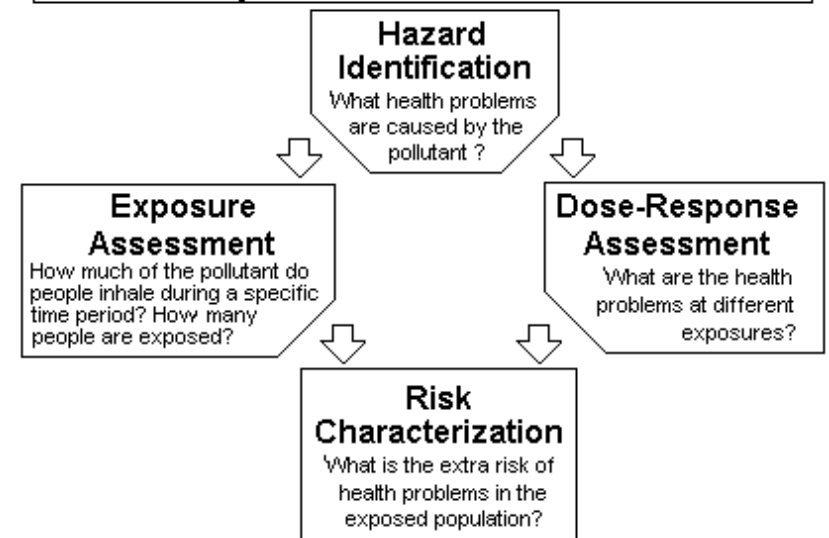 Hazard
Identification
What health problems
are caused by the
pollutant ?
Exposure
Assessment
How much of the pollutant do
people inhale during a specific
time period? How many
people are exposed?
Dose-Response
Assessment
What are the health
problems at different
exposures?
Risk
Characterization
What is the extra risk of
health problems in the
exposed population?